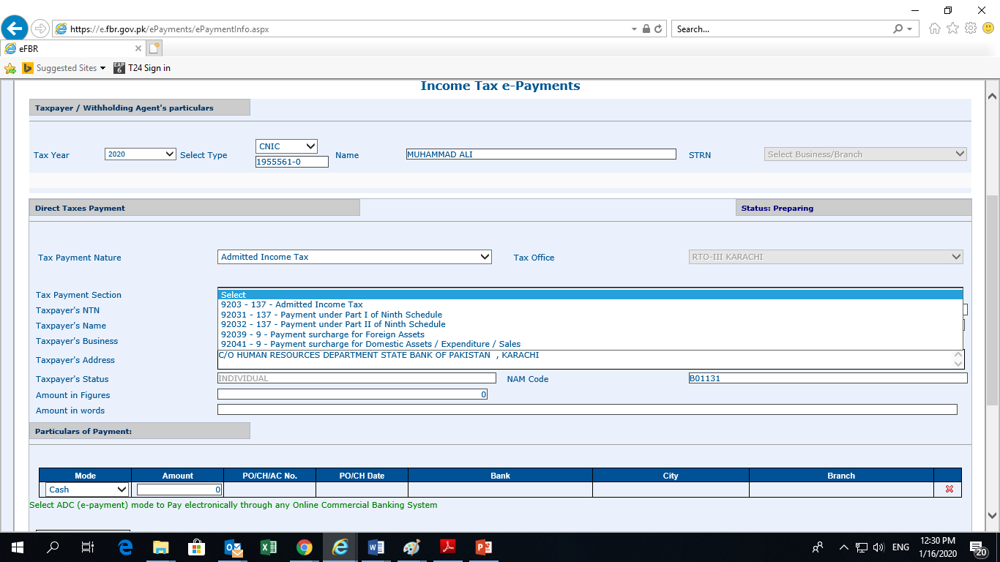 https://e.fbr.gov.pk/ePayments/ePaymentInfo.aspx
Search...
eFBR
Suggested Sites
EAP 6
T24 Sign in
Income Tax e-Payments
Taxpayer / Withholding Agent's particulars
Tax Year 2020 Select Type CNIC Name MUHAMMAD ALI STRN Select Business/Branch
1955561-0
Direct Taxes Payment Status: Preparing
Tax Payment Nature Admitted Income Tax Tax Office RTO-III KARACHI
Tax Payment Section Select
9203 - 137 - Admitted Income Tax
Taxpayer's NTN 92031 - 137 - Payment under Part I of Ninth Schedule
Taxpayer's Name 92032 - 137 - Payment under Part II of Ninth Schedule
92039 - 9 - Payment surcharge for Foreign Assets
Taxpayer's Business 92041 - 9 - Payment surcharge for Domestic Assets / Expenditure / Sales
Taxpayer's Address C/O HUMAN RESOURCES DEPARTMENT STATE BANK OF PAKISTAN , KARACHI
Taxpayer's Status INDIVIDUAL NAM Code B01131
Amount in Figures 0
Amount in words
Particulars of Payment:
Mode Amount PO/CH/AC No. PO/CH Date Bank City Branch
Cash 0
Select ADC (e-payment) mode to Pay electronically through any Online Commercial Banking System
ENG
12:30 PM
1/16/2020
20